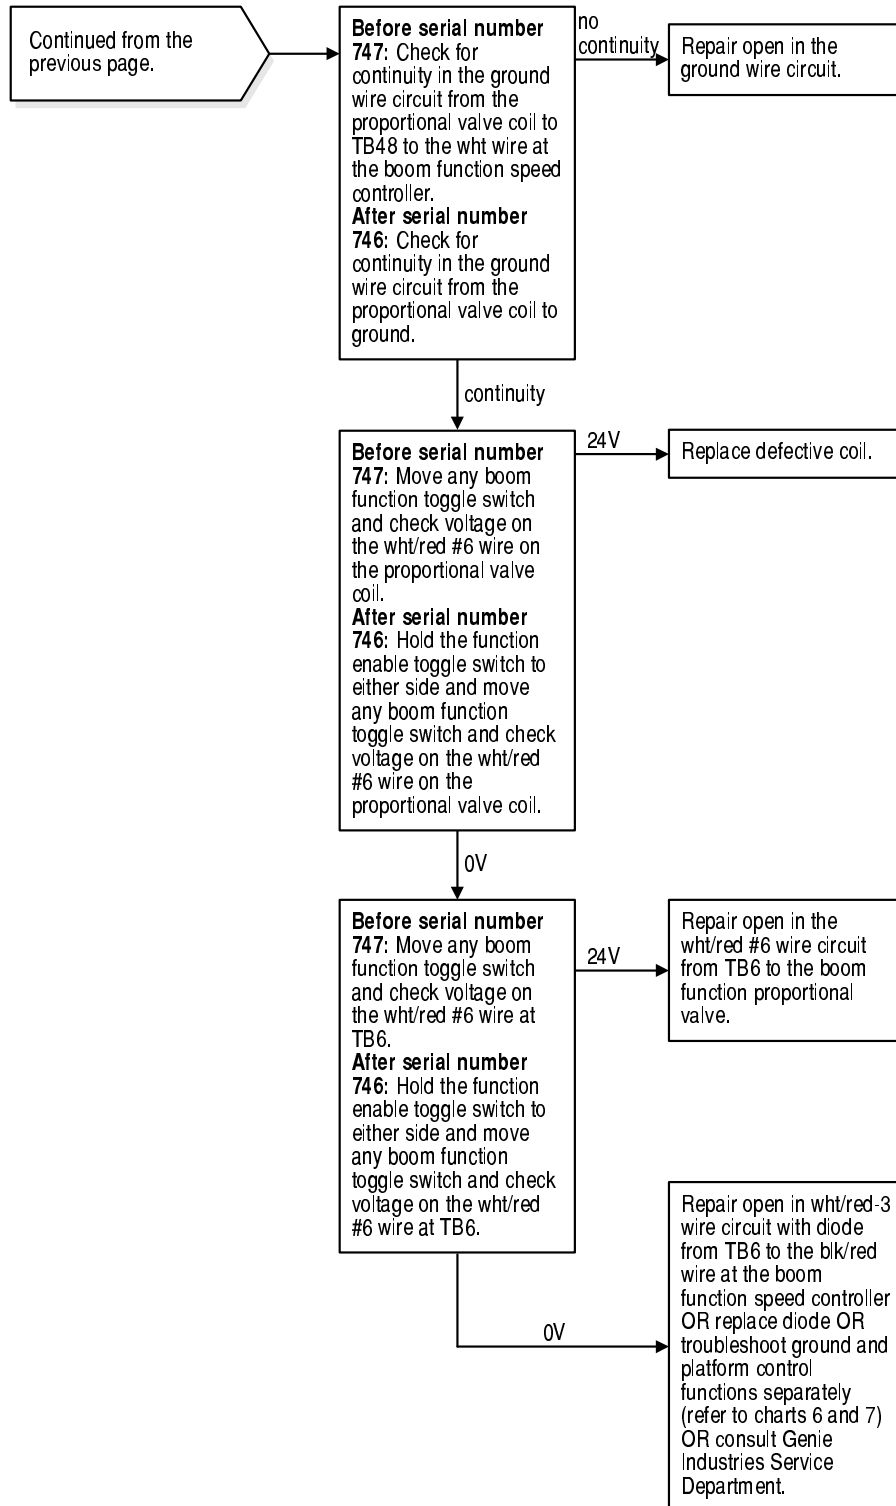 Continued from the
previous page.
Before serial number
747: Check for
continuity in the ground
wire circuit from the
proportional valve coil to
TB48 to the wht wire at
the boom function speed
controller.
After serial number
746: Check for
continuity in the ground
wire circuit from the
proportional valve coil to
ground.
no
continuity
Repair open in the
ground wire circuit.
continuity
Before serial number
747: Move any boom
function toggle switch
and check voltage on
the wht/red #6 wire on
the proportional valve
coil.
After serial number
746: Hold the function
enable toggle switch to
either side and move
any boom function
toggle switch and check
voltage on the wht/red
#6 wire on the
proportional valve coil.
24V
Replace defective coil.
0V
Before serial number
747: Move any boom
function toggle switch
and check voltage on
the wht/red #6 wire at
TB6.
After serial number
746: Hold the function
enable toggle switch to
either side and move
any boom function
toggle switch and check
voltage on the wht/red
#6 wire at TB6.
24V
Repair open in the
wht/red #6 wire circuit
from TB6 to the boom
function proportional
valve.
0V
Repair open in wht/red-3
wire circuit with diode
from TB6 to the blk/red
wire at the boom
function speed controller
OR replace diode OR
troubleshoot ground and
platform control
functions separately
(refer to charts 6 and 7)
OR consult Genie
Industries Service
Department.